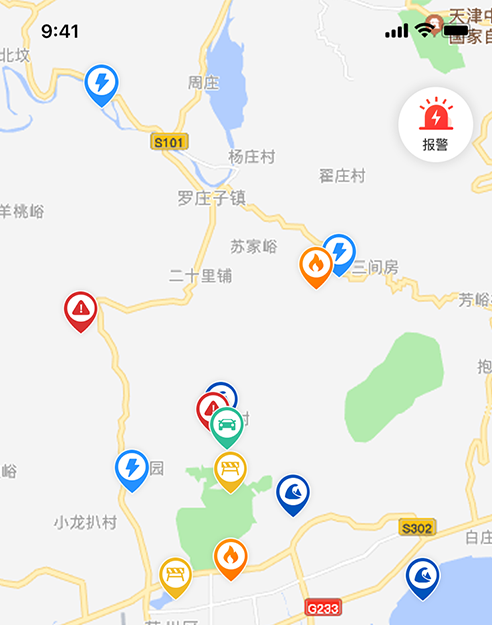 9:41
天津中
国家自
北坟
周庄
报警
S101
杨庄村
翟庄村
罗庄子镇
羊桃峪
苏家峪
三间房
二十里铺
芳峪
抱
村
峪
园
小龙扒村
S302
白庄
G233